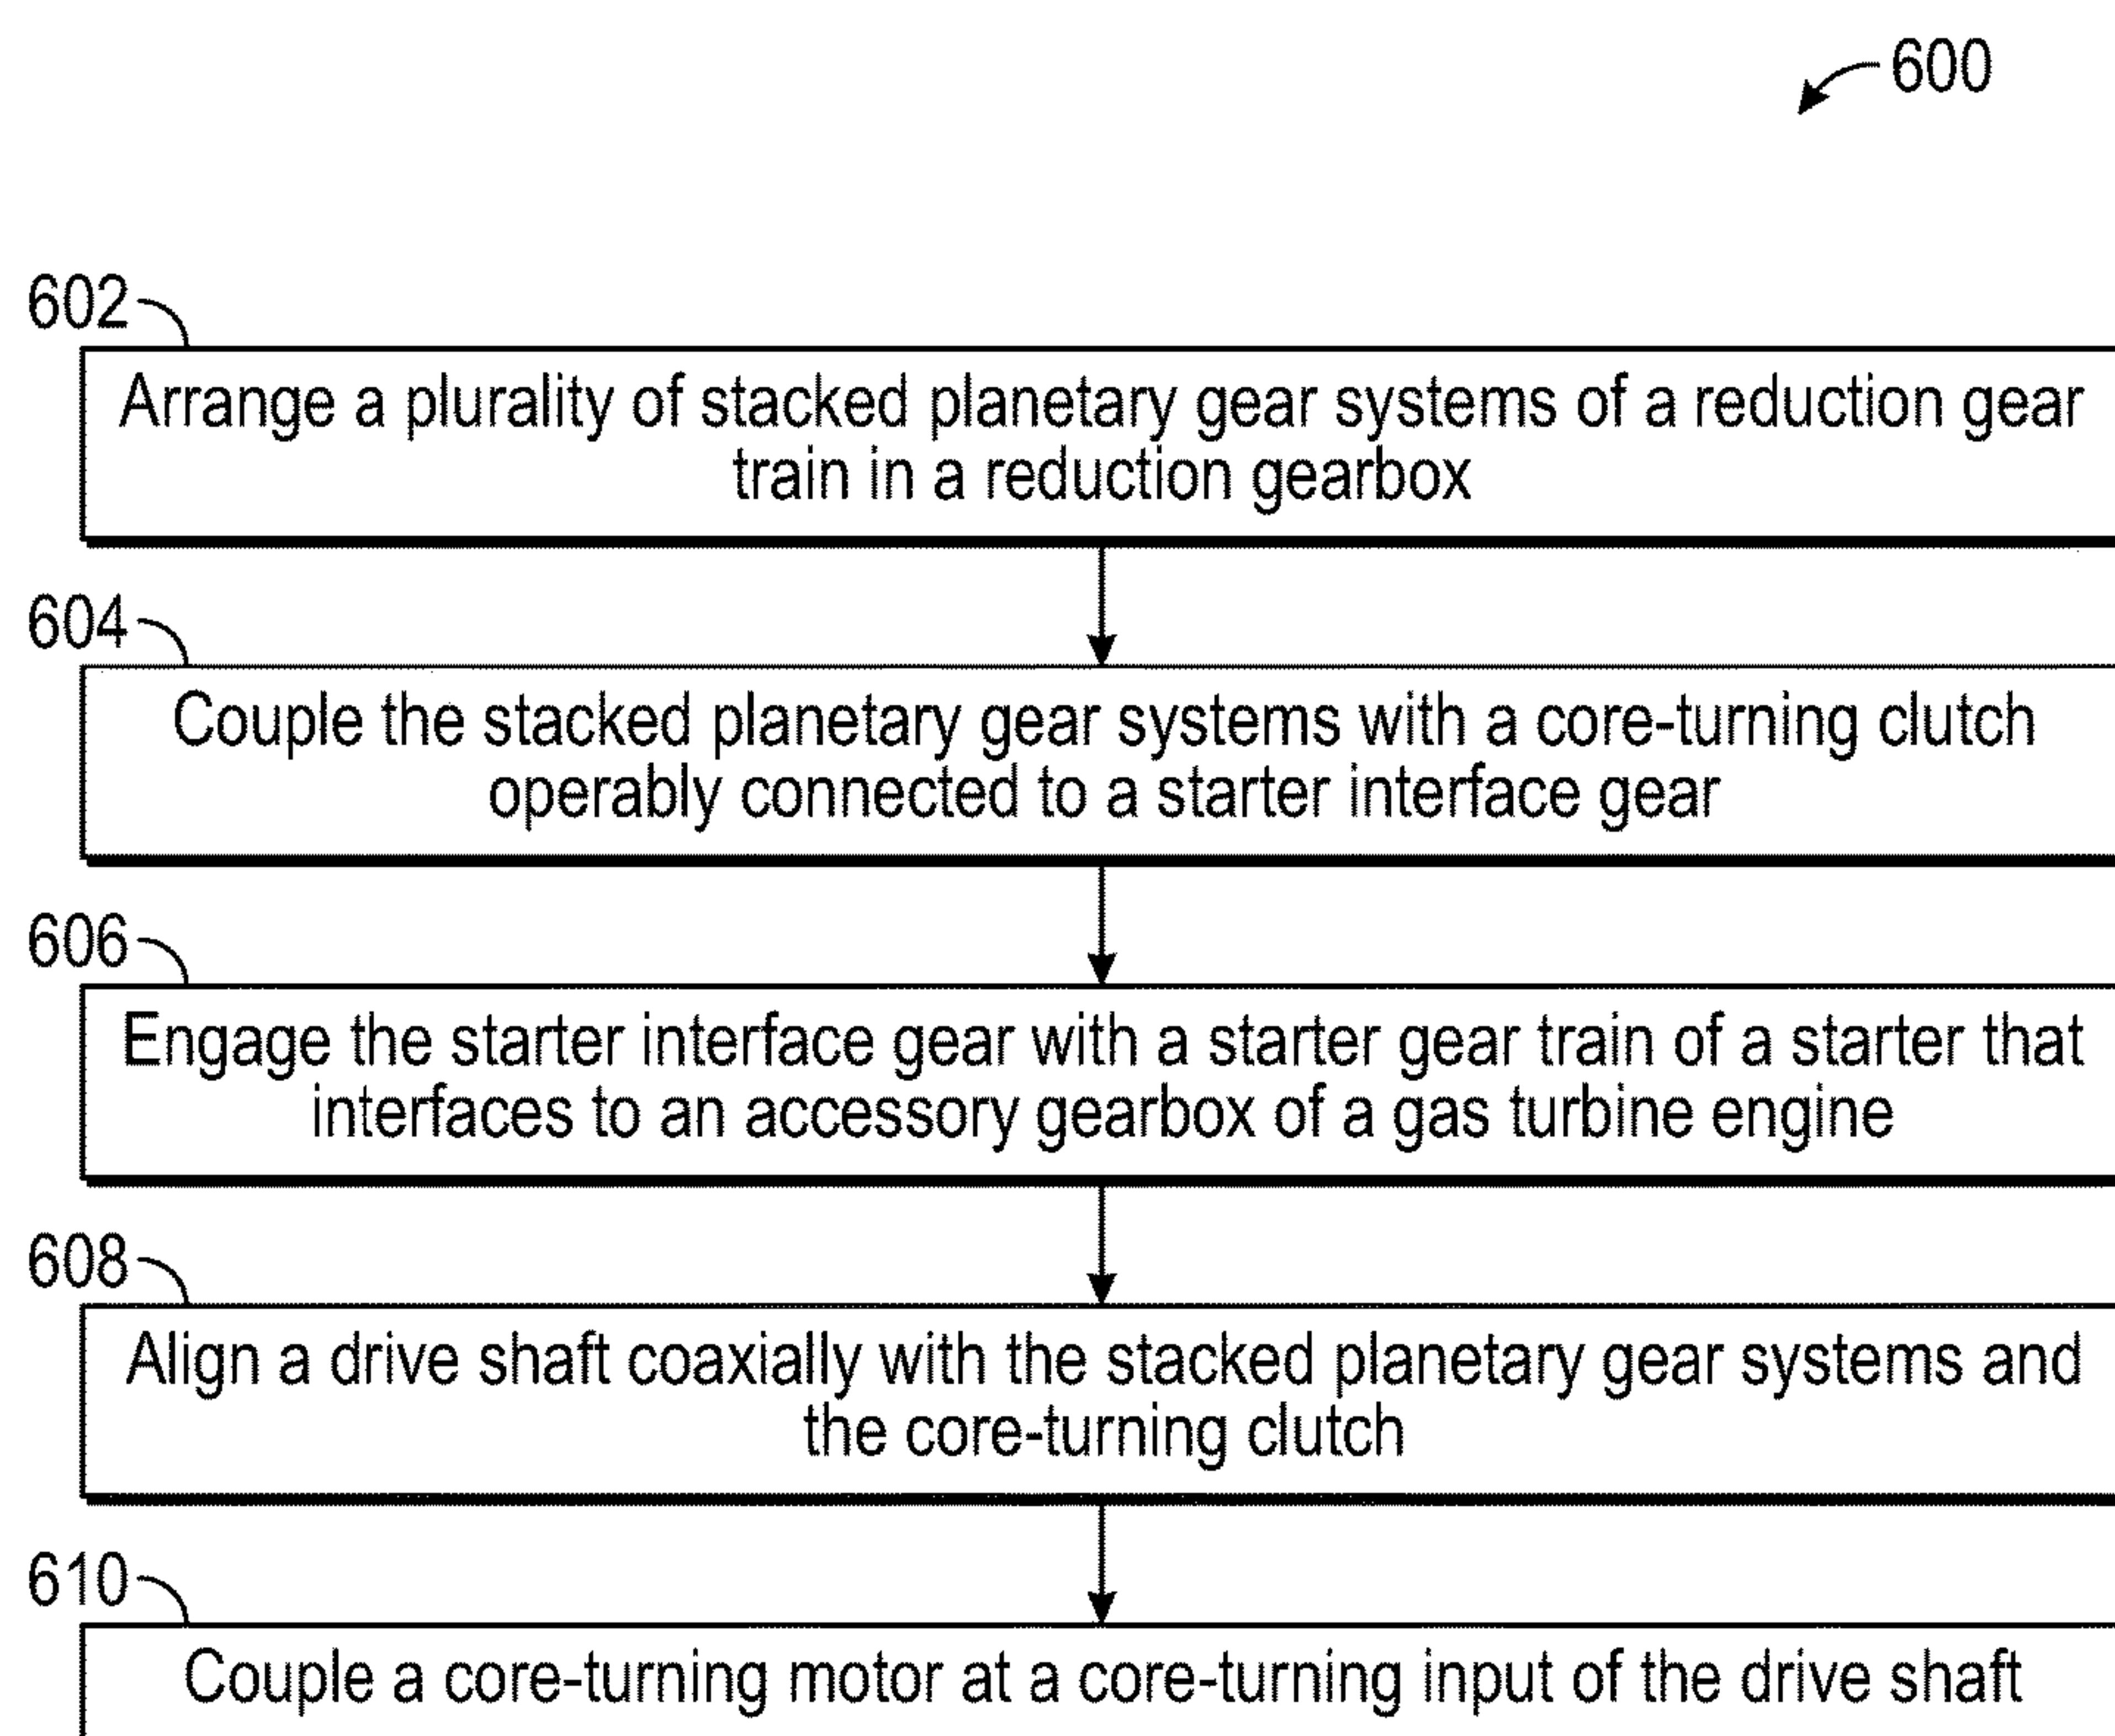 600
602
Arrange a plurality of stacked planetary gear systems of a reduction gear
train in a reduction gearbox
604
Couple the stacked planetary gear systems with a core-turning clutch
operably connected to a starter interface gear
606
Engage the starter interface gear with a starter gear train of a starter that
interfaces to an accessory gearbox of a gas turbine engine
608
Align a drive shaft coaxially with the stacked planetary gear systems and
the core-turning clutch
610
Couple a core-turning motor at a core-turning input of the drive shaft